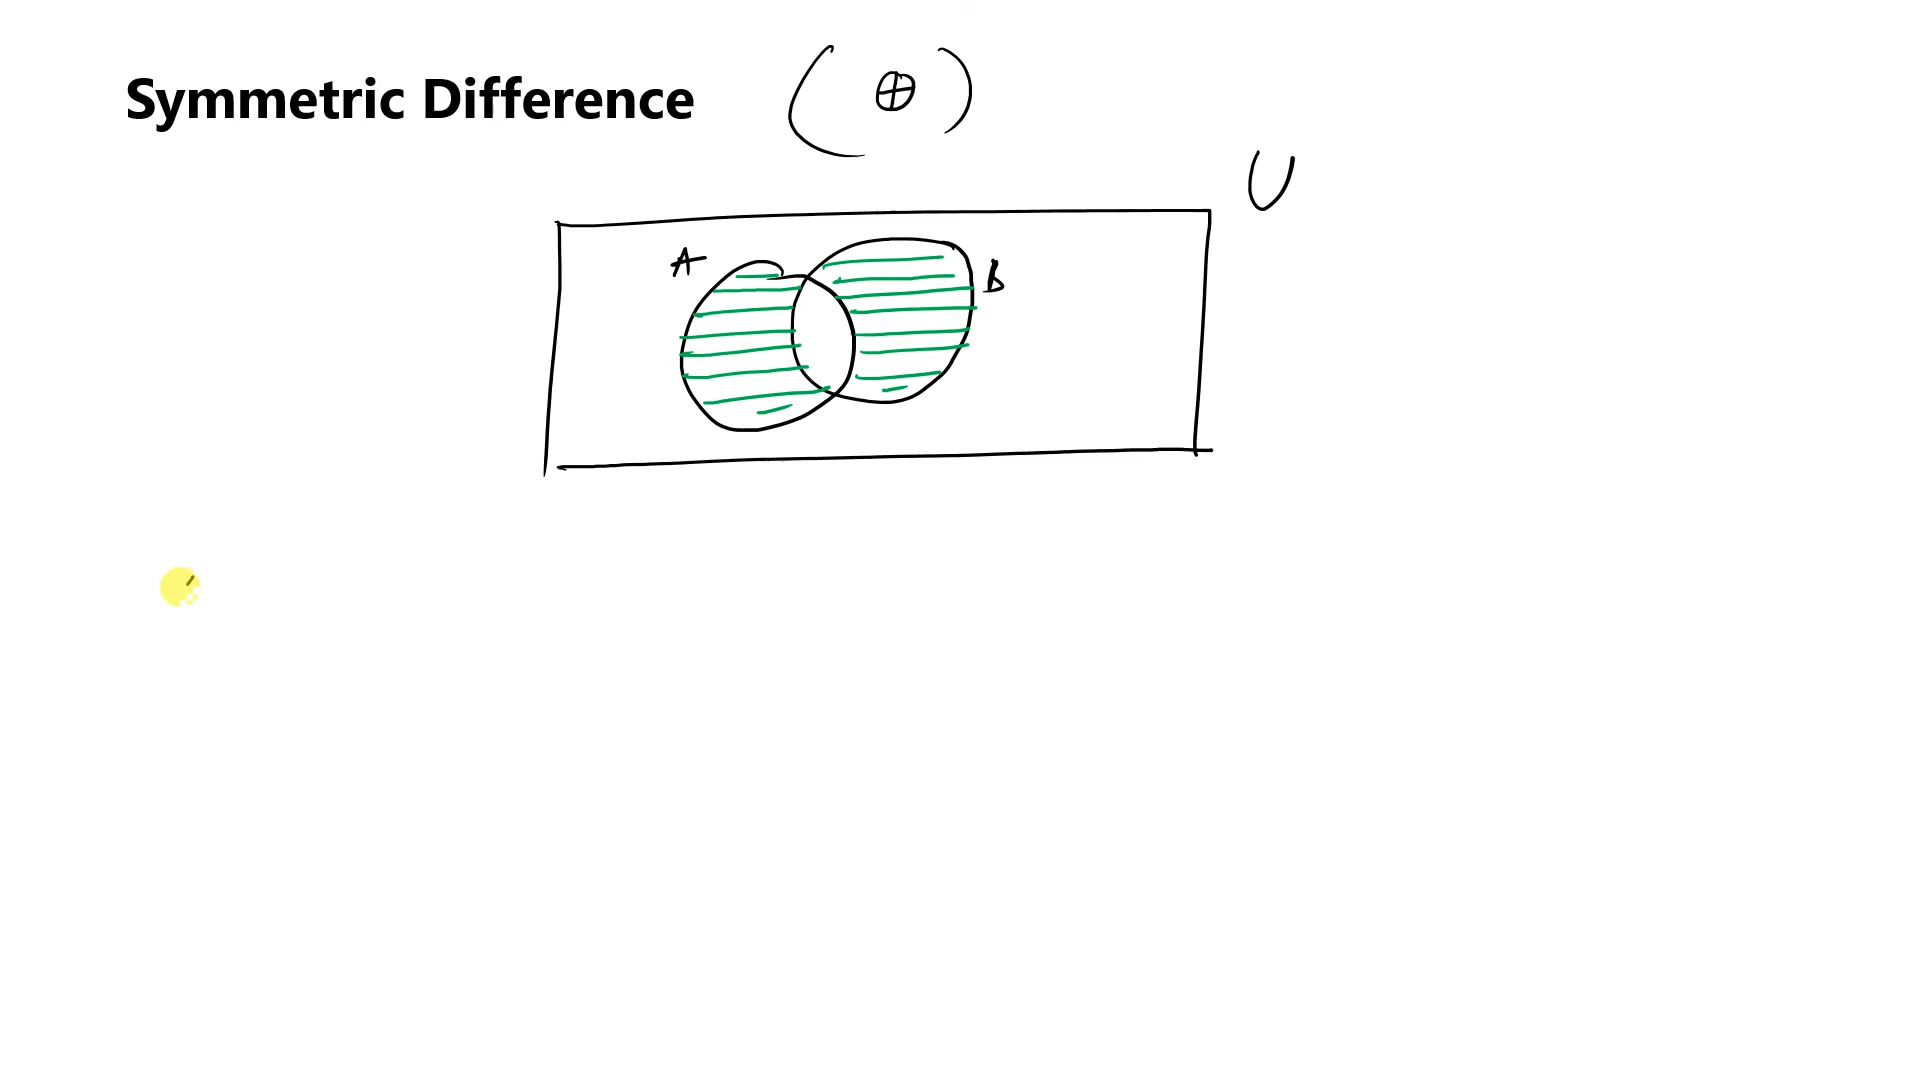 Symmetric Difference ( ⊕ )
U
A B